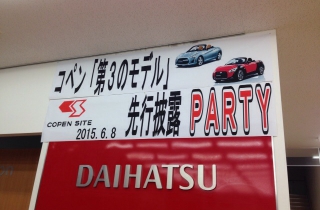 コペン「第3のモデル」
先行披露 PARTY
COPEN SITE
2015.6.8
DAIHATSU